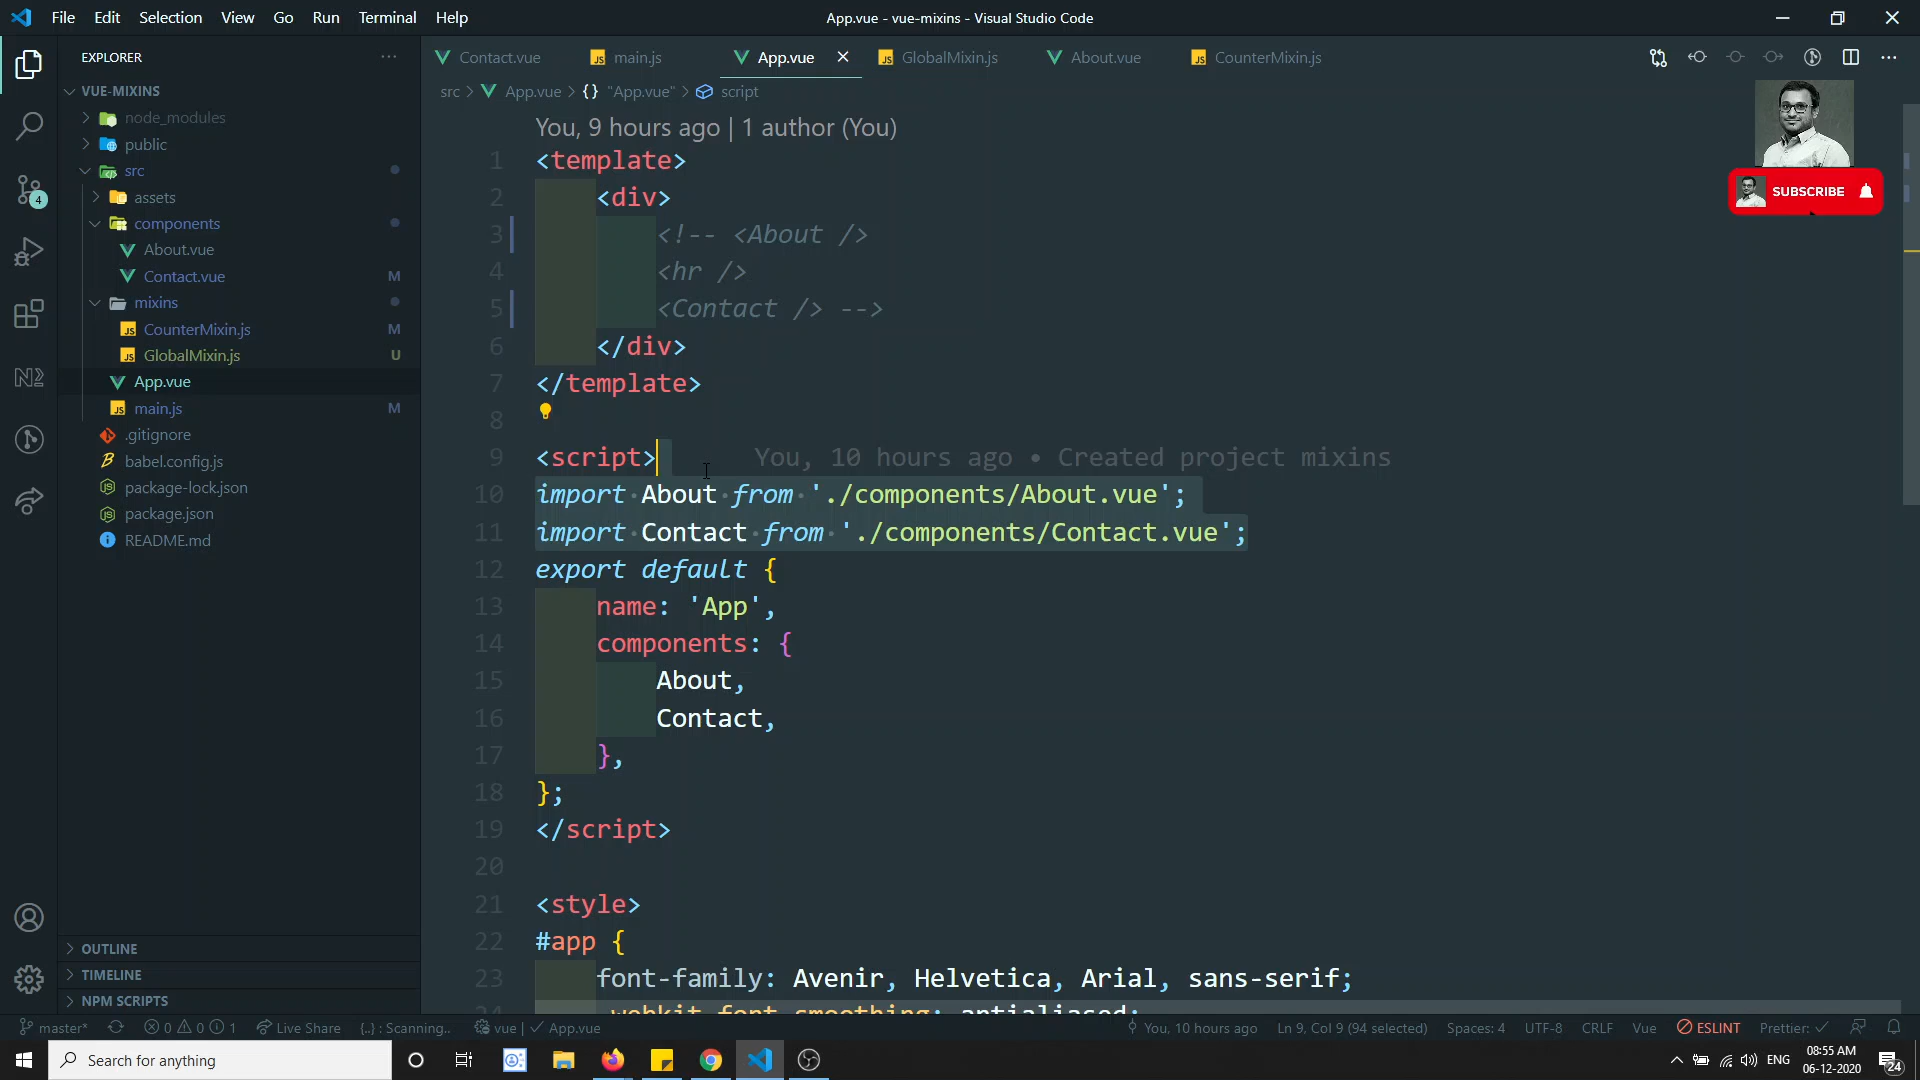 File Edit Selection View Go Run Terminal Help
App.vue - vue-mixins - Visual Studio Code
EXPLORER
Contact.vue main.js App.vue GlobalMixin.js About.vue CounterMixin.js
VUE-MIXINS
src > App.vue > {} "App.vue" > script
node_modules
public
src
assets
components
About.vue
Contact.vue M
mixins
CounterMixin.js M
GlobalMixin.js U
App.vue
main.js M
.gitignore
babel.config.js
package-lock.json
package.json
README.md
OUTLINE
TIMELINE
NPM SCRIPTS
4
SUBSCRIBE
You, 9 hours ago | 1 author (You)
1 <template>
2 <div>
3 <!-- <About />
4 <hr />
5 <Contact /> -->
6 </div>
7 </template>
8
9 <script> You, 10 hours ago • Created project mixins
10 import About from './components/About.vue';
11 import Contact from './components/Contact.vue';
12 export default {
13 name: 'App',
14 components: {
15 About,
16 Contact,
17 },
18 };
19 </script>
20
21 <style>
22 #app {
23 font-family: Avenir, Helvetica, Arial, sans-serif;
master* 0 0 1 Live Share {..} : Scanning.. vue | App.vue You, 10 hours ago Ln 9, Col 9 (94 selected) Spaces: 4 UTF-8 CRLF Vue ESLINT Prettier:
Search for anything
ENG
08:55 AM
06-12-2020
24